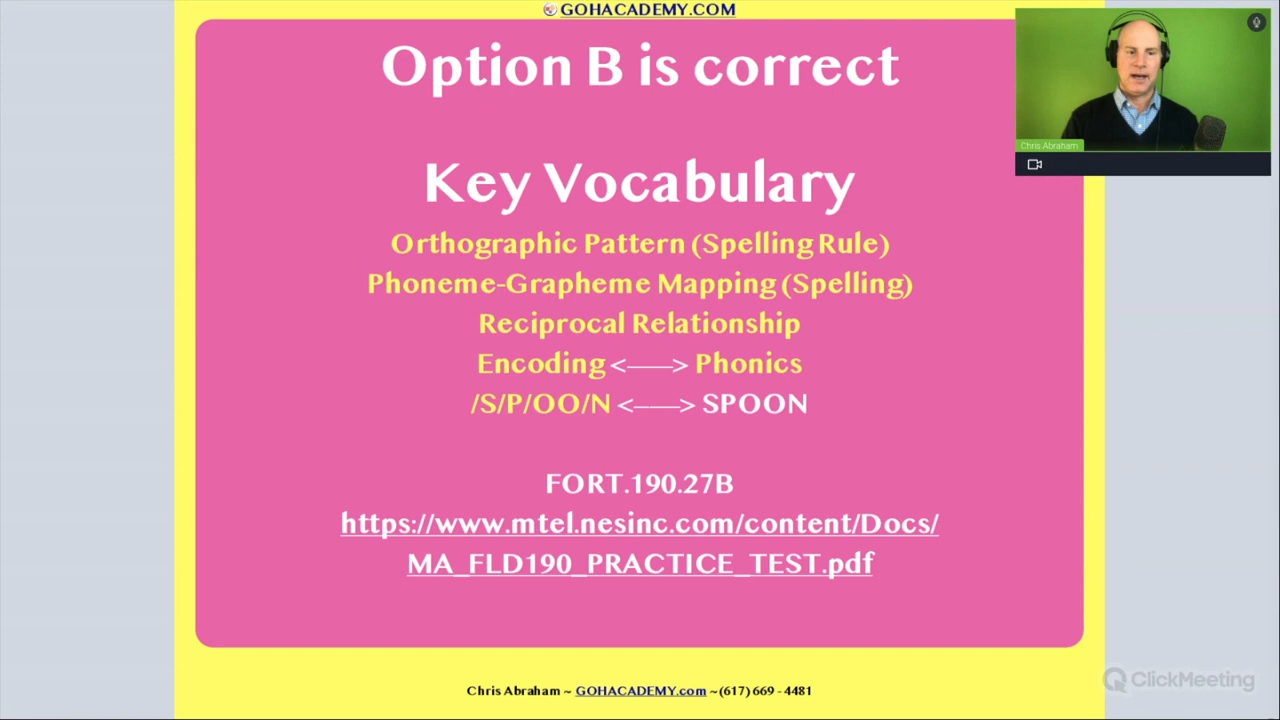 GOHACADEMY.COM
Option B is correct
Key Vocabulary
Orthographic Pattern (Spelling Rule)
Phoneme-Grapheme Mapping (Spelling)
Reciprocal Relationship
Encoding <——> Phonics
/S/P/OO/N <——> SPOON
FORT.190.27B
https://www.mtel.nesinc.com/content/Docs/
MA_FLD190_PRACTICE_TEST.pdf
Chris Abraham ~ GOHACADEMY.com ~(617) 669 - 4481
Chris Abraham
ClickMeeting